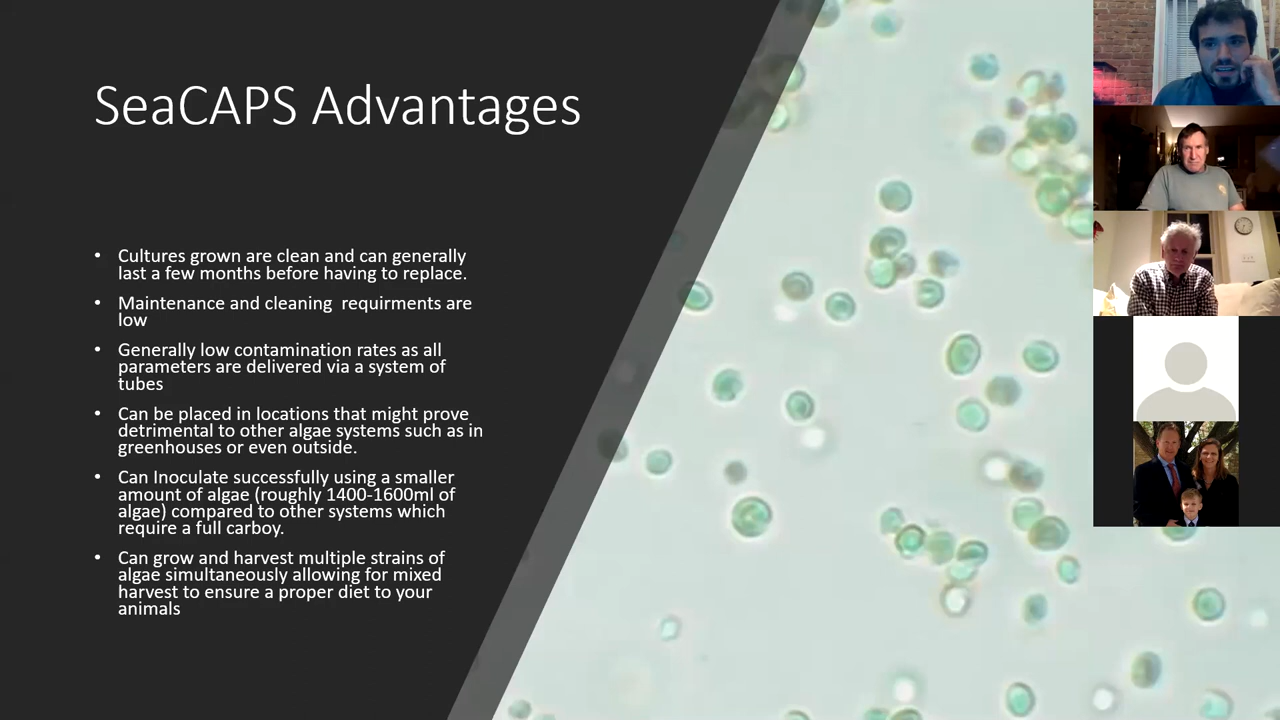 SeaCAPS Advantages
• Cultures grown are clean and can generally
last a few months before having to replace.
• Maintenance and cleaning  requirments are
low
• Generally low contamination rates as all
parameters are delivered via a system of
tubes
• Can be placed in locations that might prove
detrimental to other algae systems such as in
greenhouses or even outside.
• Can Inoculate successfully using a smaller
amount of algae (roughly 1400-1600ml of
algae) compared to other systems which
require a full carboy.
• Can grow and harvest multiple strains of
algae simultaneously allowing for mixed
harvest to ensure a proper diet to your
animals